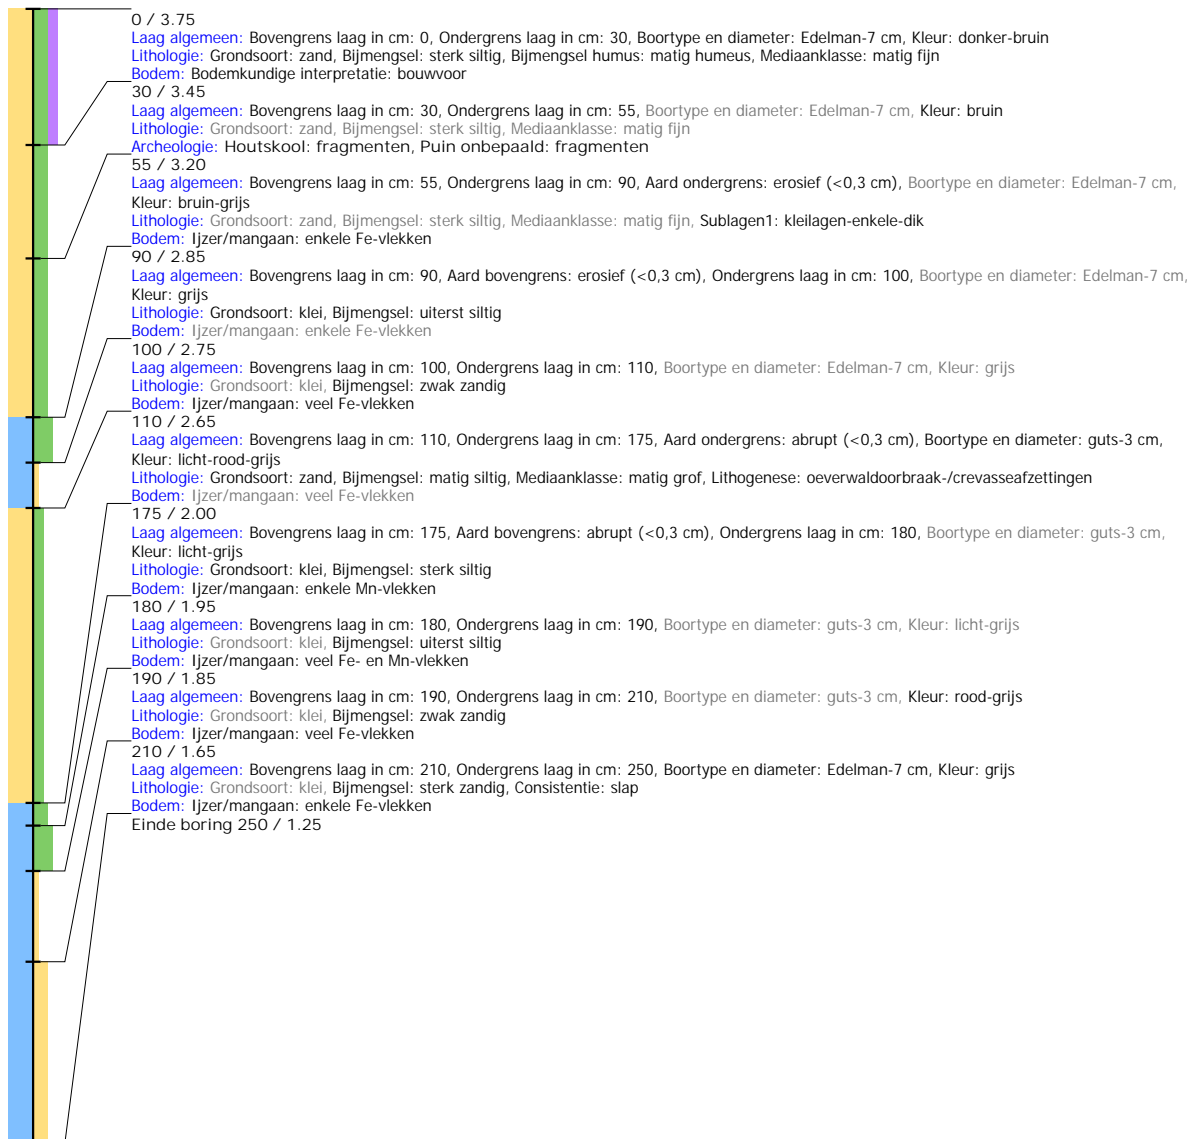 0 / 3.75
Laag algemeen: Bovengrens laag in cm: 0, Ondergrens laag in cm: 30, Boortype en diameter: Edelman-7 cm, Kleur: donker-bruin
Lithologie: Grondsoort: zand, Bijmengsel: sterk siltig, Bijmengsel humus: matig humeus, Mediaanklasse: matig fijn
Bodem: Bodemkundige interpretatie: bouwvoor
30 / 3.45
Laag algemeen: Bovengrens laag in cm: 30, Ondergrens laag in cm: 55, Boortype en diameter: Edelman-7 cm, Kleur: bruin
Lithologie: Grondsoort: zand, Bijmengsel: sterk siltig, Mediaanklasse: matig fijn
Archeologie: Houtskool: fragmenten, Puin onbepaald: fragmenten
55 / 3.20
Laag algemeen: Bovengrens laag in cm: 55, Ondergrens laag in cm: 90, Aard ondergrens: erosief (<0,3 cm), Boortype en diameter: Edelman-7 cm,
Kleur: bruin-grijs
Lithologie: Grondsoort: zand, Bijmengsel: sterk siltig, Mediaanklasse: matig fijn, Sublagen1: kleilagen-enkele-dik
Bodem: Ijzer/mangaan: enkele Fe-vlekken
90 / 2.85
Laag algemeen: Bovengrens laag in cm: 90, Aard bovengrens: erosief (<0,3 cm), Ondergrens laag in cm: 100, Boortype en diameter: Edelman-7 cm,
Kleur: grijs
Lithologie: Grondsoort: klei, Bijmengsel: uiterst siltig
Bodem: Ijzer/mangaan: enkele Fe-vlekken
100 / 2.75
Laag algemeen: Bovengrens laag in cm: 100, Ondergrens laag in cm: 110, Boortype en diameter: Edelman-7 cm, Kleur: grijs
Lithologie: Grondsoort: klei, Bijmengsel: zwak zandig
Bodem: Ijzer/mangaan: veel Fe-vlekken
110 / 2.65
Laag algemeen: Bovengrens laag in cm: 110, Ondergrens laag in cm: 175, Aard ondergrens: abrupt (<0,3 cm), Boortype en diameter: guts-3 cm,
Kleur: licht-rood-grijs
Lithologie: Grondsoort: zand, Bijmengsel: matig siltig, Mediaanklasse: matig grof, Lithogenese: oeverwaldoorbraak-/crevasseafzettingen
Bodem: Ijzer/mangaan: veel Fe-vlekken
175 / 2.00
Laag algemeen: Bovengrens laag in cm: 175, Aard bovengrens: abrupt (<0,3 cm), Ondergrens laag in cm: 180, Boortype en diameter: guts-3 cm,
Kleur: licht-grijs
Lithologie: Grondsoort: klei, Bijmengsel: sterk siltig
Bodem: Ijzer/mangaan: enkele Mn-vlekken
180 / 1.95
Laag algemeen: Bovengrens laag in cm: 180, Ondergrens laag in cm: 190, Boortype en diameter: guts-3 cm, Kleur: licht-grijs
Lithologie: Grondsoort: klei, Bijmengsel: uiterst siltig
Bodem: Ijzer/mangaan: veel Fe- en Mn-vlekken
190 / 1.85
Laag algemeen: Bovengrens laag in cm: 190, Ondergrens laag in cm: 210, Boortype en diameter: guts-3 cm, Kleur: rood-grijs
Lithologie: Grondsoort: klei, Bijmengsel: zwak zandig
Bodem: Ijzer/mangaan: veel Fe-vlekken
210 / 1.65
Laag algemeen: Bovengrens laag in cm: 210, Ondergrens laag in cm: 250, Boortype en diameter: Edelman-7 cm, Kleur: grijs
Lithologie: Grondsoort: klei, Bijmengsel: sterk zandig, Consistentie: slap
Bodem: Ijzer/mangaan: enkele Fe-vlekken
Einde boring 250 / 1.25